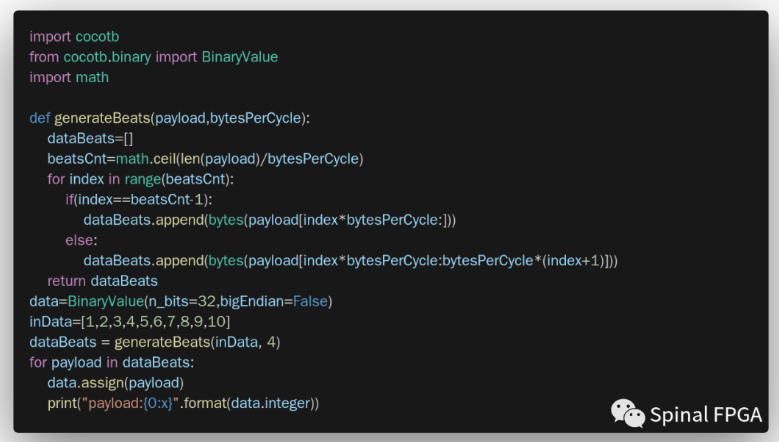 import cocotb
from cocotb.binary import BinaryValue
import math
def generateBeats(payload,bytesPerCycle):
    dataBeats=[]
    beatsCnt=math.ceil(len(payload)/bytesPerCycle)
    for index in range(beatsCnt):
        if(index==beatsCnt-1):
            dataBeats.append(bytes(payload[index*bytesPerCycle:]))
        else:
            dataBeats.append(bytes(payload[index*bytesPerCycle:bytesPerCycle*(index+1)]))
    return dataBeats
data=BinaryValue(n_bits=32,bigEndian=False)
inData=[1,2,3,4,5,6,7,8,9,10]
dataBeats = generateBeats(inData, 4)
for payload in dataBeats:
    data.assign(payload)
    print("payload:{0:x}".format(data.integer))
Spinal FPGA